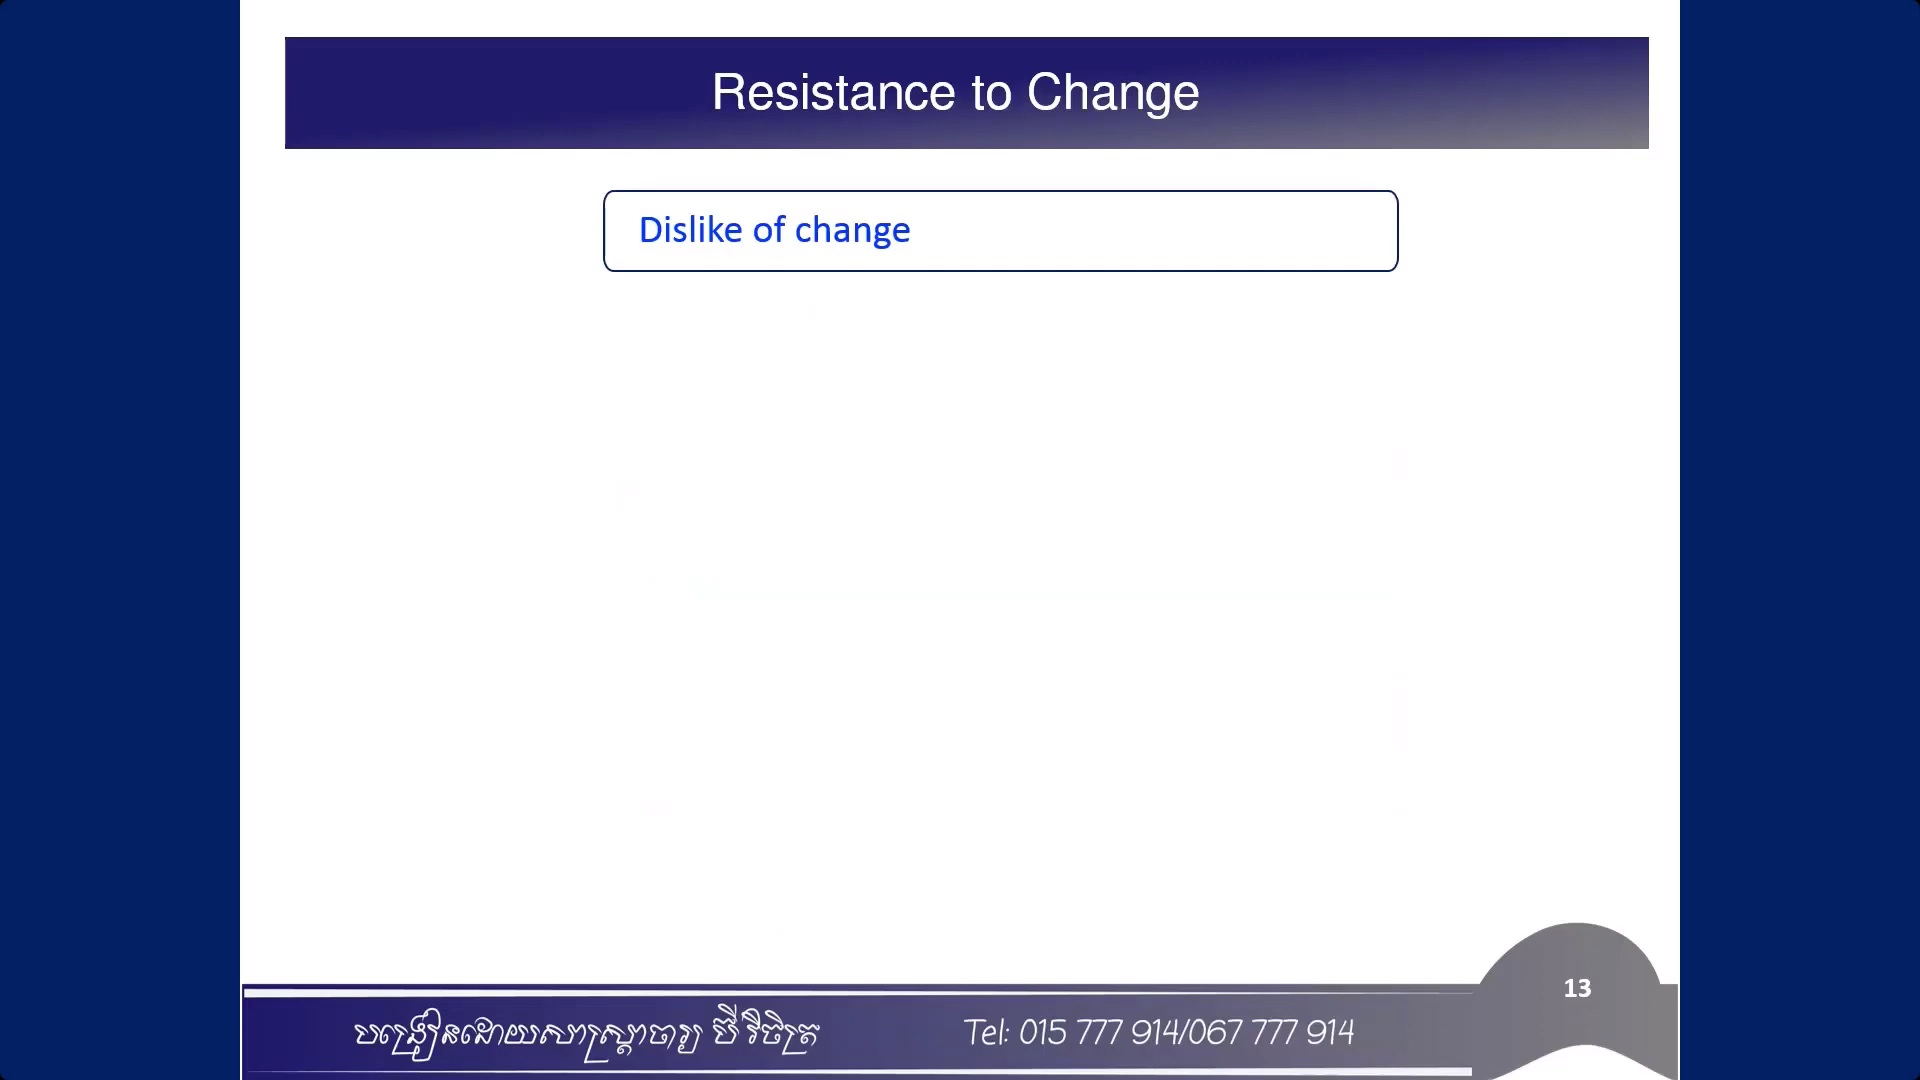 Resistance to Change
Dislike of change
13
បង្រៀនដោយសាស្ត្រាចារ្យ ប៊ី វិចិត្រ
Tel: 015 777 914/067 777 914